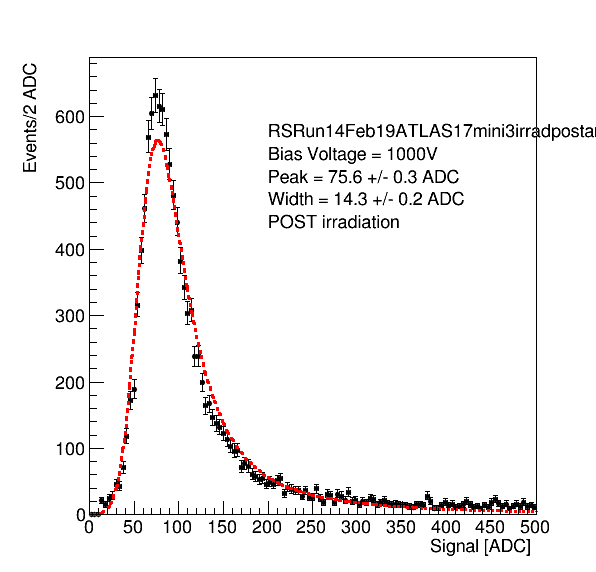 Events/2 ADC
600
500
400
300
200
100
0
RSRun14Feb19ATLAS17mini3irradpostar
Bias Voltage = 1000V
Peak = 75.6 +/- 0.3 ADC
Width = 14.3 +/- 0.2 ADC
POST irradiation
0 50 100 150 200 250 300 350 400 450 500
Signal [ADC]